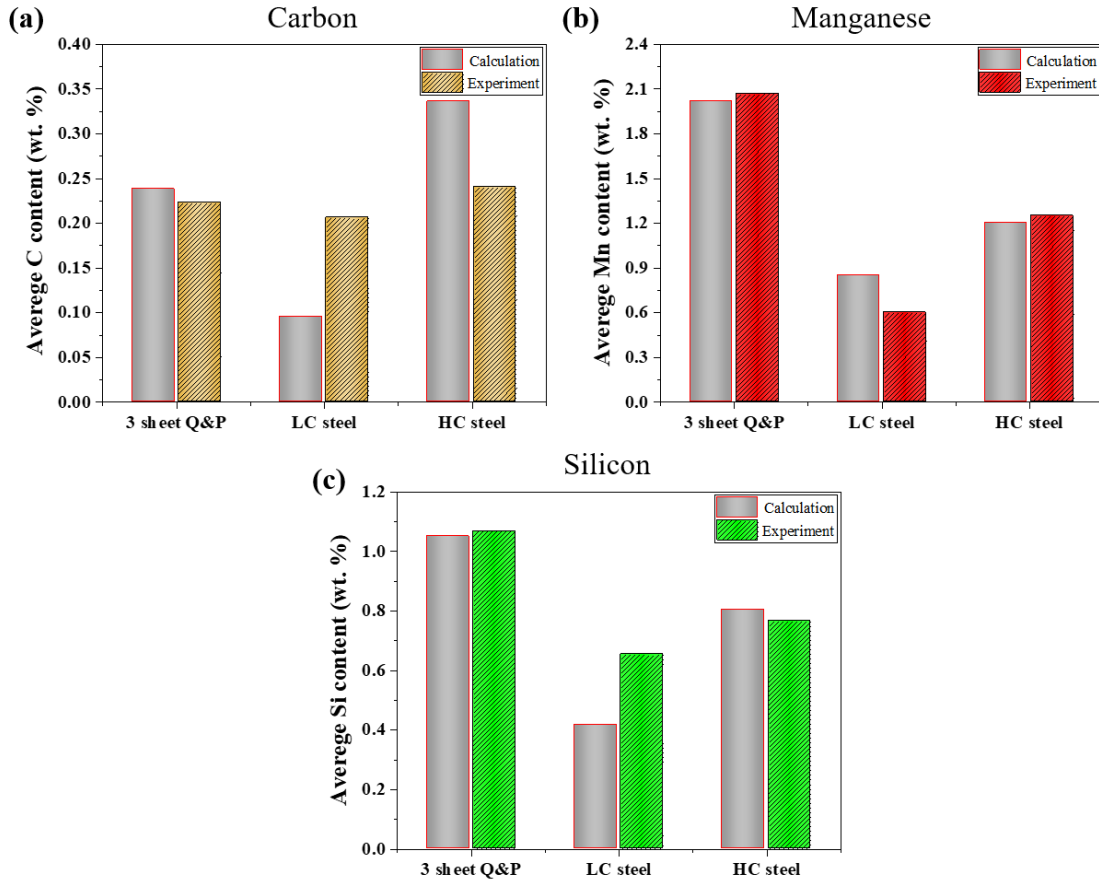 (a)
Carbon
Averege C content (wt. %)
0.40
0.35
0.30
0.25
0.20
0.15
0.10
0.05
0.00
Calculation
Experiment
3 sheet Q&P
LC steel
HC steel
(b)
Manganese
Averege Mn content (wt. %)
2.4
2.1
1.8
1.5
1.2
0.9
0.6
0.3
0.0
Calculation
Experiment
3 sheet Q&P
LC steel
HC steel
(c)
Silicon
Averege Si content (wt. %)
1.2
1.0
0.8
0.6
0.4
0.2
0.0
Calculation
Experiment
3 sheet Q&P
LC steel
HC steel